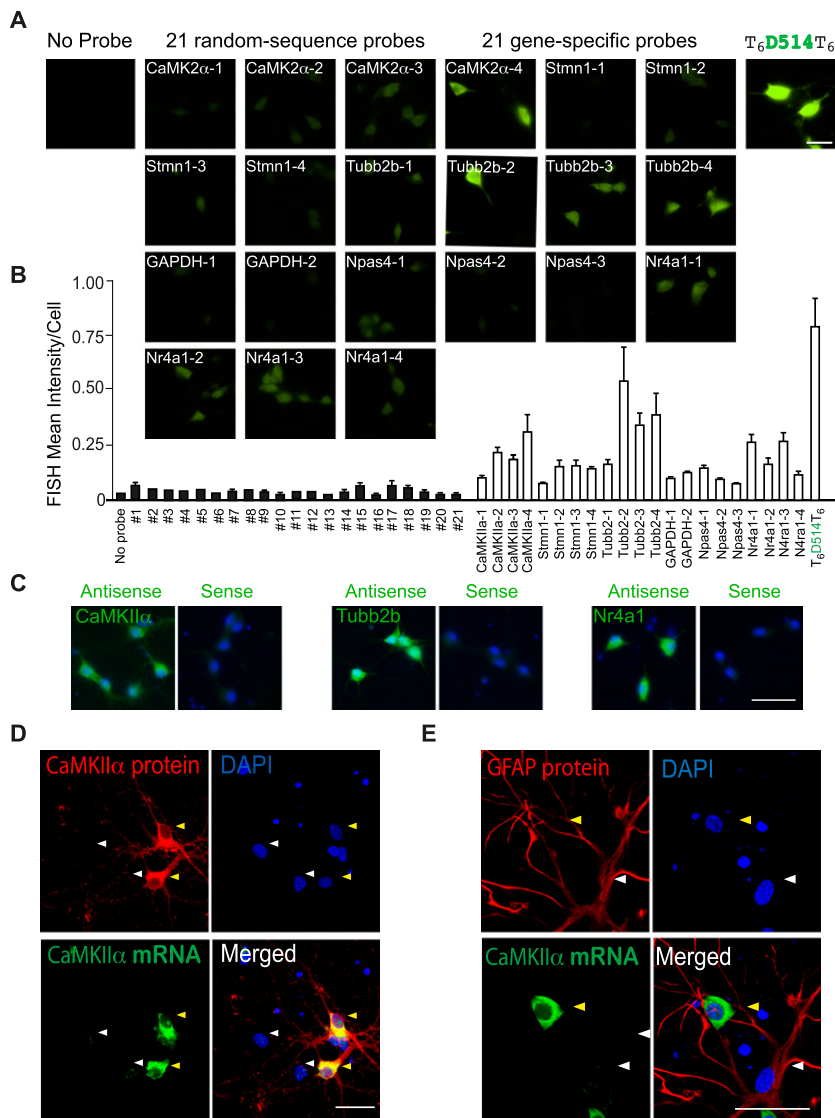 A
No Probe
21 random-sequence probes
21 gene-specific probes
T6D514T6
CaMK2α-1
CaMK2α-2
CaMK2α-3
CaMK2α-4
Stmn1-1
Stmn1-2
Stmn1-3
Stmn1-4
Tubb2b-1
Tubb2b-2
Tubb2b-3
Tubb2b-4
GAPDH-1
GAPDH-2
Npas4-1
Npas4-2
Npas4-3
Nr4a1-1
Nr4a1-2
Nr4a1-3
Nr4a1-4
B
FISH Mean Intensity/Cell
1.00
0.75
0.50
0.25
0
No probe
#1
#2
#3
#4
#5
#6
#7
#8
#9
#10
#11
#12
#13
#14
#15
#16
#17
#18
#19
#20
#21
CaMKIIa-1
CaMKIIa-2
CaMKIIa-3
CaMKIIa-4
Stmn1-1
Stmn1-2
Stmn1-3
Stmn1-4
Tubb2-1
Tubb2-2
Tubb2-3
Tubb2-4
GAPDH-1
GAPDH-2
Npas4-1
Npas4-2
Npas4-3
Nr4a1-1
Nr4a1-2
N4ra1-3
Nr4a1-4
T6D514T6
C
Antisense
Sense
Antisense
Sense
Antisense
Sense
CaMKIIα
Tubb2b
Nr4a1
D
CaMKIIα protein
DAPI
CaMKIIα mRNA
Merged
E
GFAP protein
DAPI
CaMKIIα mRNA
Merged